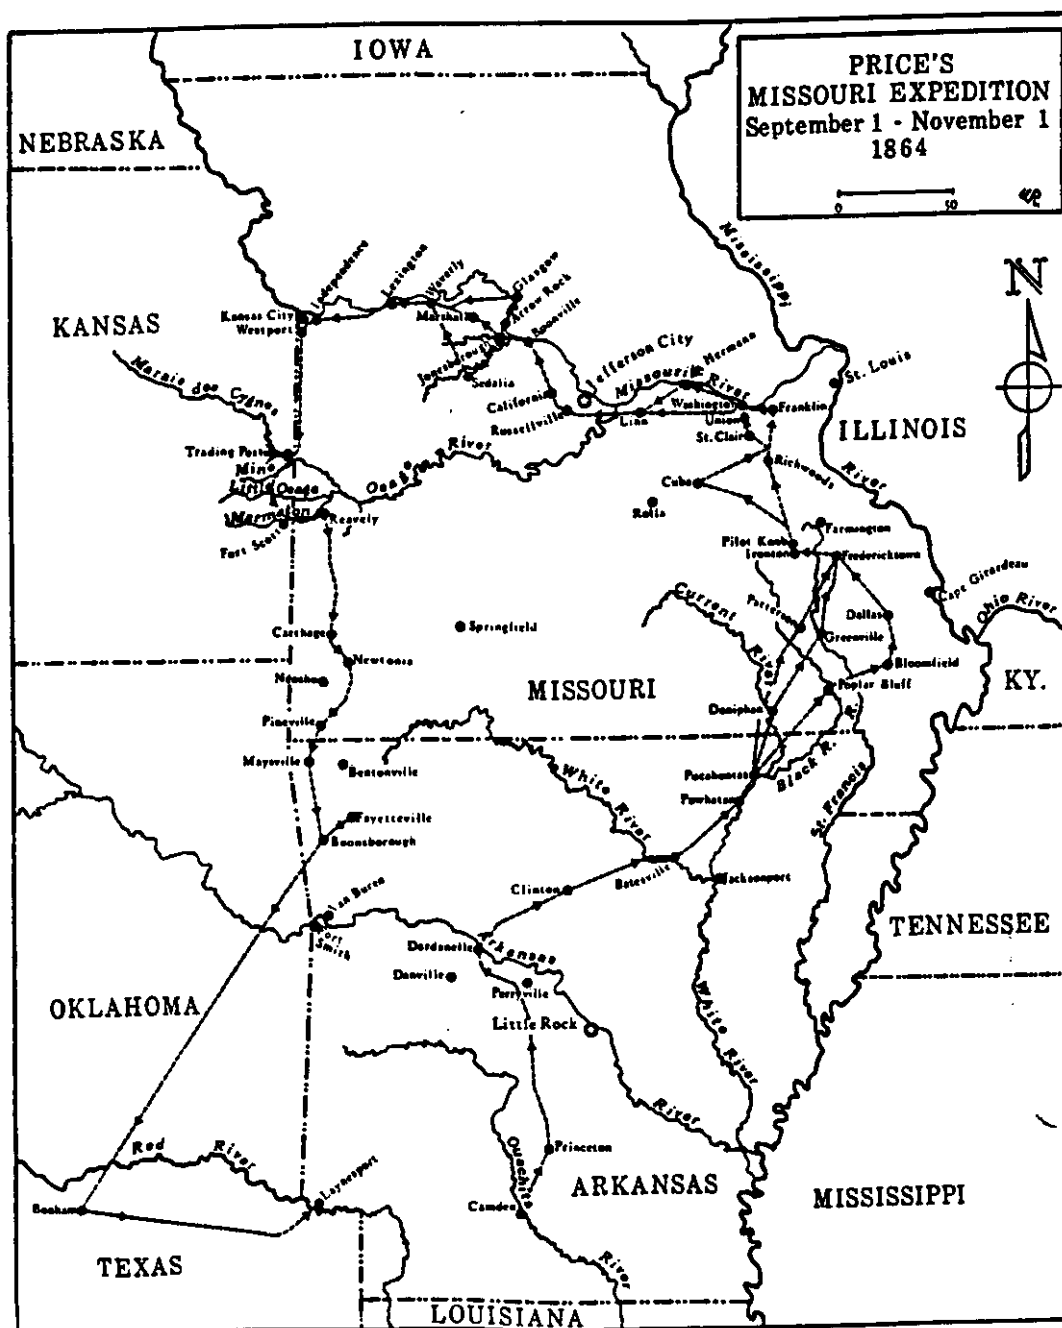 IOWA
PRICE'S
MISSOURI EXPEDITION
September 1 - November 1
1864
0 50
NEBRASKA
Mississippi
N
Independence
Lexington
Waverly
Glasgow
Arrow Rock
Kansas City
Westport
Marshall
Boonville
KANSAS
Jonesborough
Sedalia
Jefferson City
Hermann
Missouri River
St. Louis
Marais des Cygnes
California
Russellville
Linn
Washington
Franklin
Union
St. Clair
ILLINOIS
Trading Post
Mine
Little Osage
Osage River
Richwoods
River
Cuba
Rolla
Marmaton
Reavely
Fort Scott
Farmington
Pilot Knob
Ironton
Fredericktown
Current
River
Cape Girardeau
Ohio River
Patterson
Dallas
Greenville
Carthage
Springfield
Newtonia
Bloomfield
Neosho
MISSOURI
Poplar Bluff
KY.
Doniphan
Pineville
Maysville
Bentonville
White River
Pocahontas
Black R.
R.
Powhatan
St. Francis
Fayetteville
Boonsborough
Batesville
Jacksonport
Clinton
Van Buren
Fort Smith
TENNESSEE
Dardanelle
Arkansas
Danville
Perryville
OKLAHOMA
Little Rock
White River
River
Red River
Ouachita
Princeton
ARKANSAS
MISSISSIPPI
Laynesport
Bonham
Camden
TEXAS
River
LOUISIANA